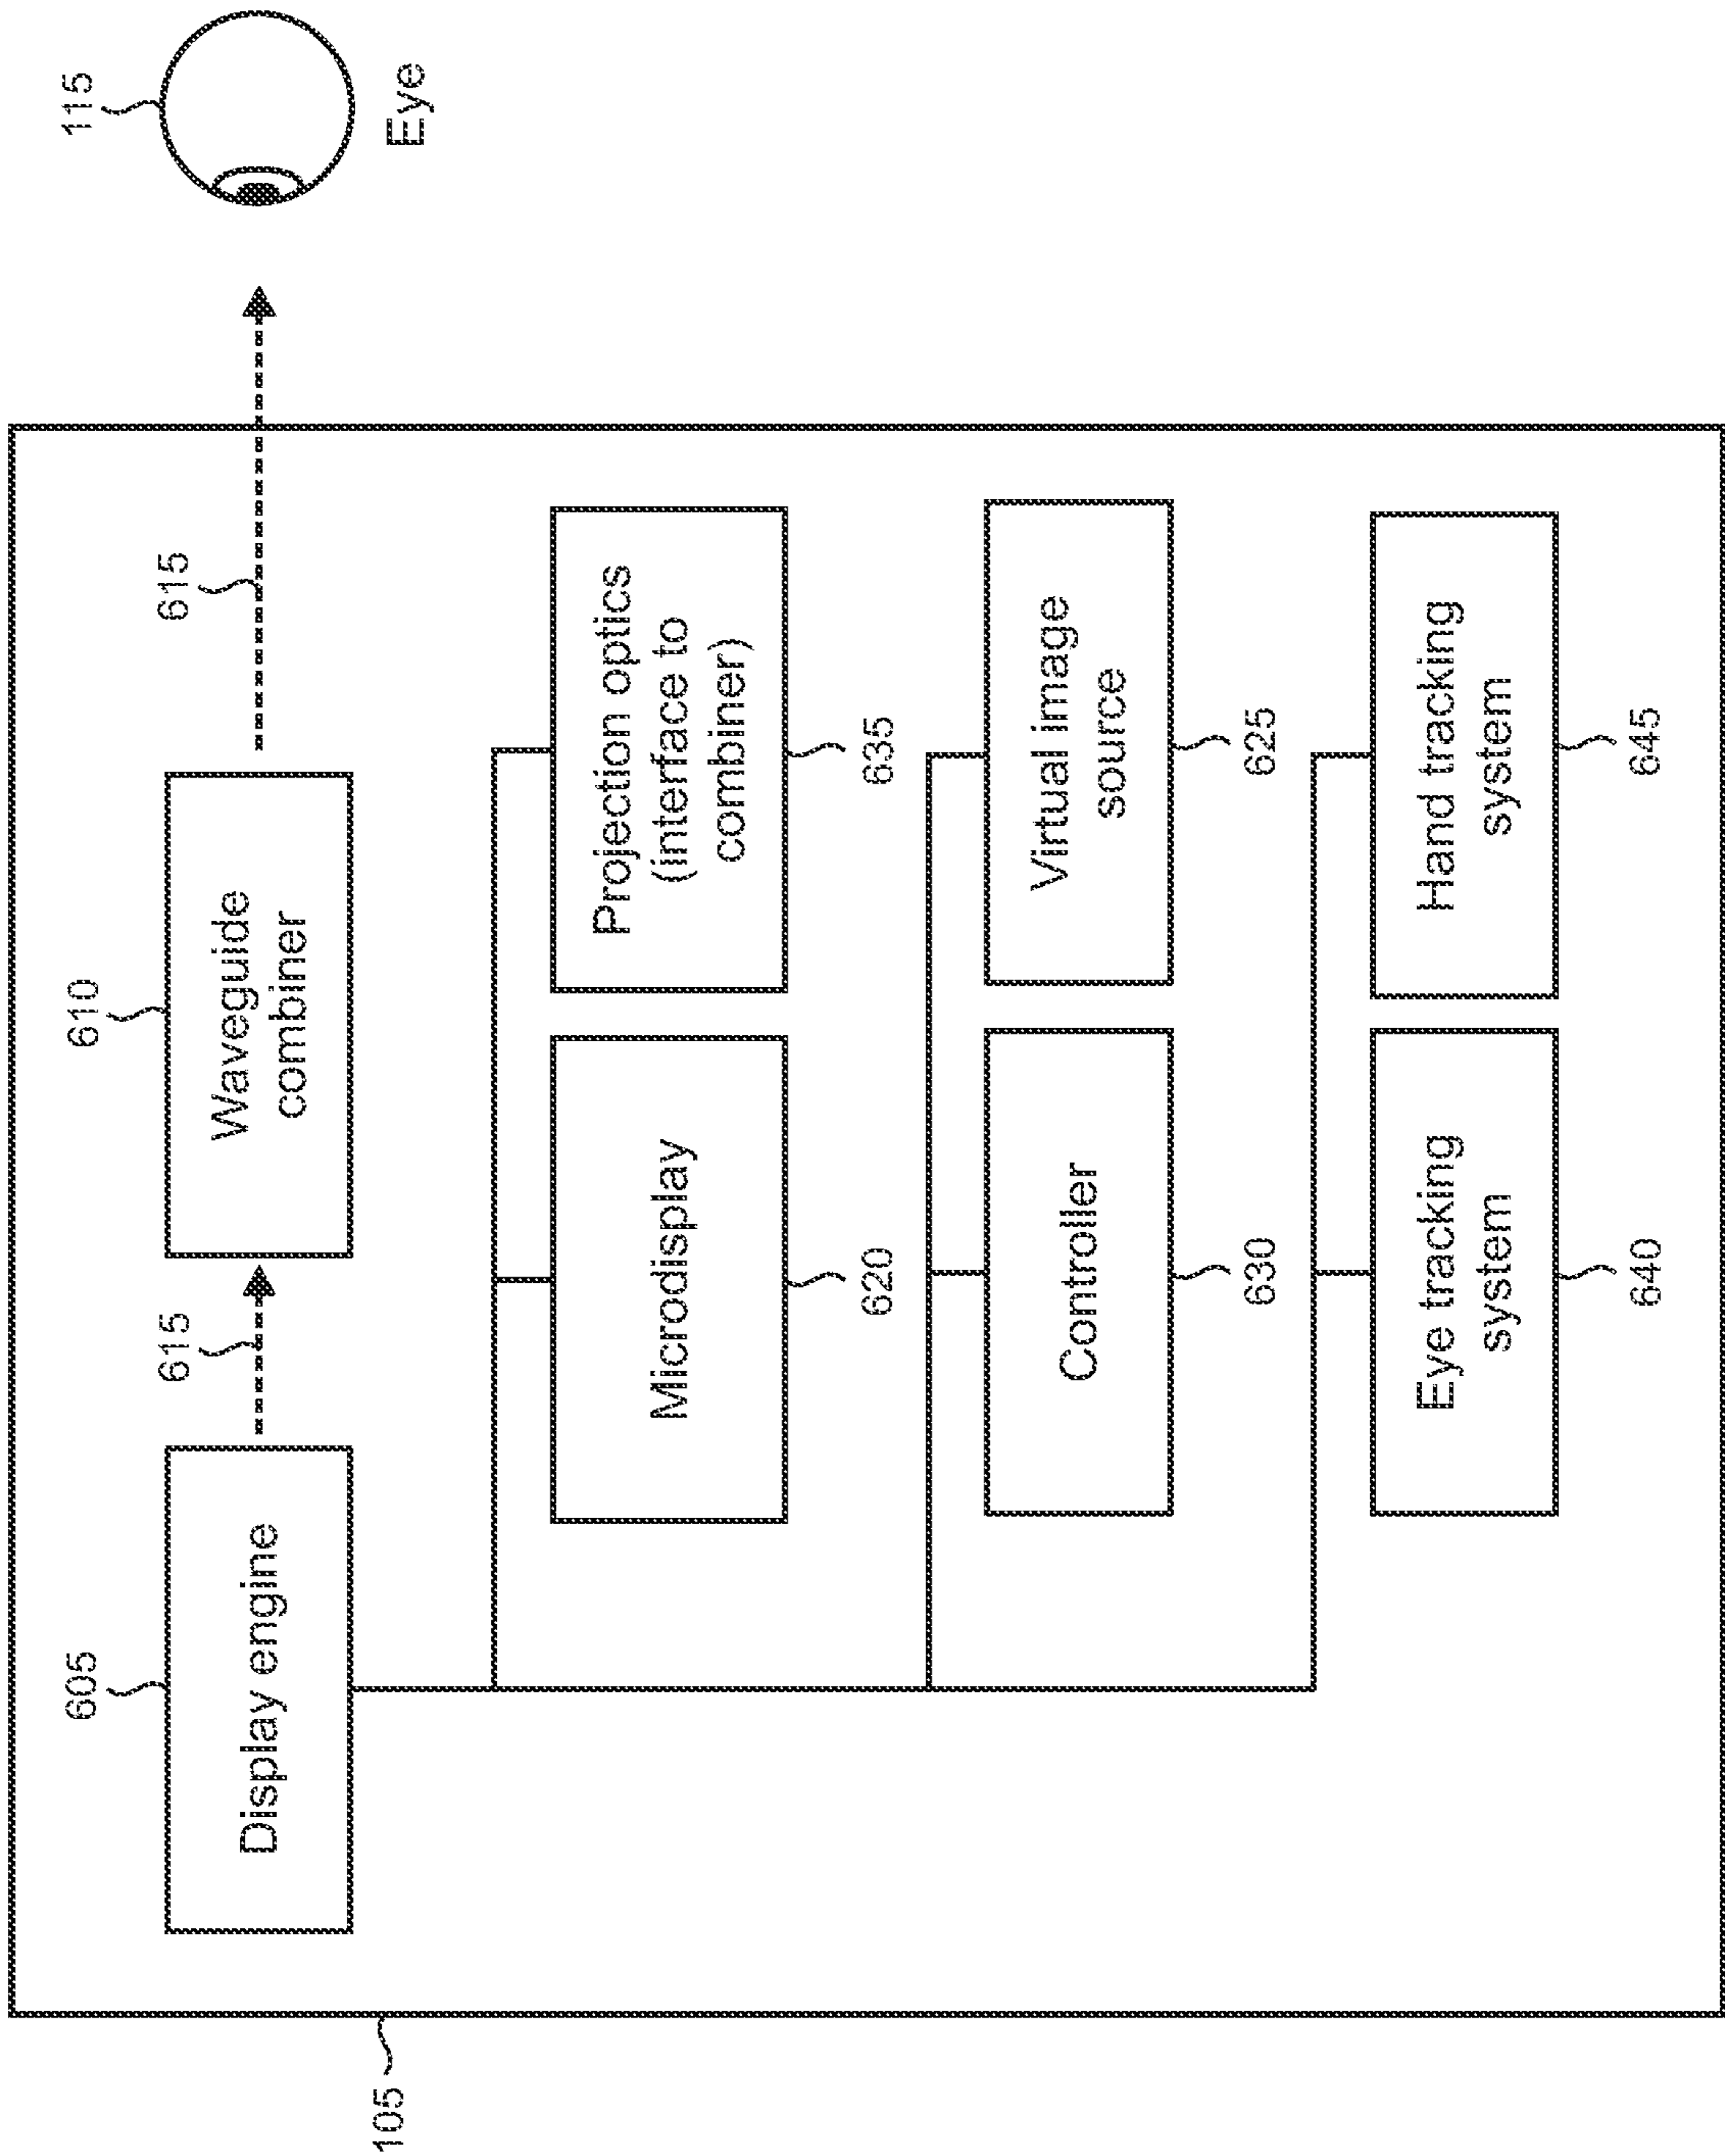 115
Eye
605
615
610
615
Display engine
Waveguide
combiner
Microdisplay
Projection optics
(interface to
combiner)
620
635
Controller
Virtual image
source
630
625
Eye tracking
system
Hand tracking
system
640
645
105